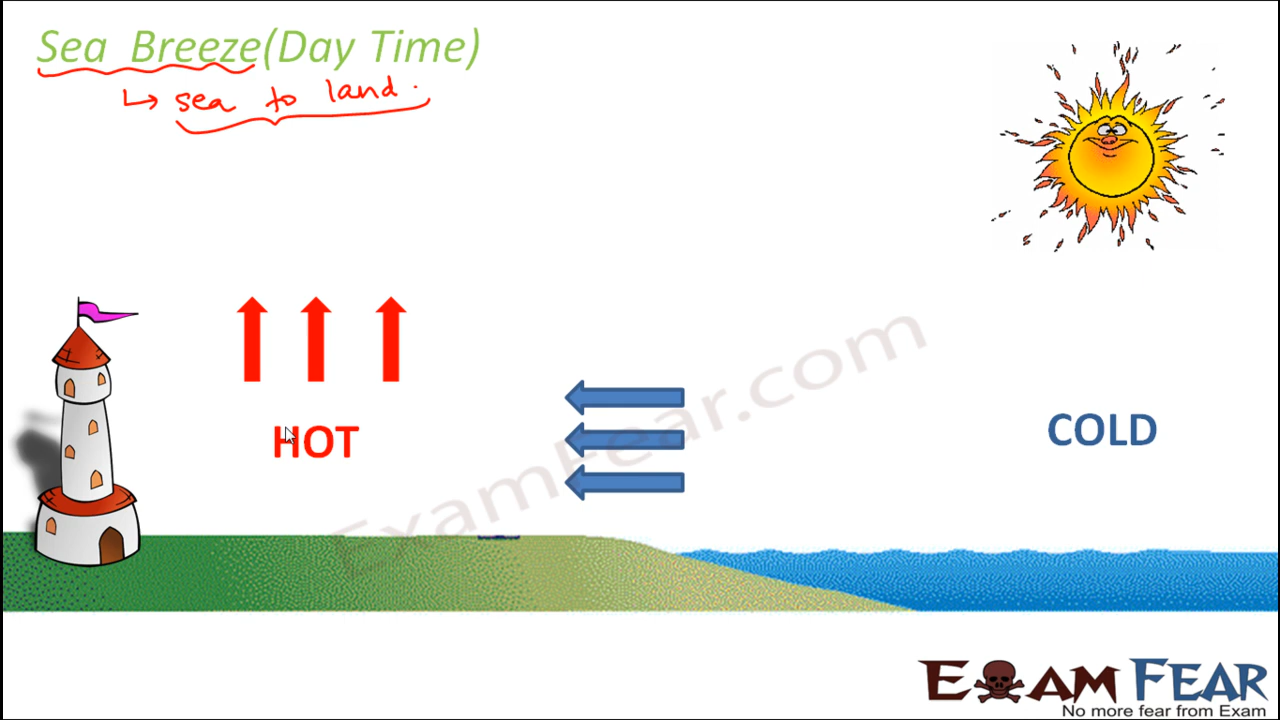 Sea Breeze(Day Time)
↳ sea to land.
HOT
COLD
ExamFear.com
EXAM FEAR
No more fear from Exam